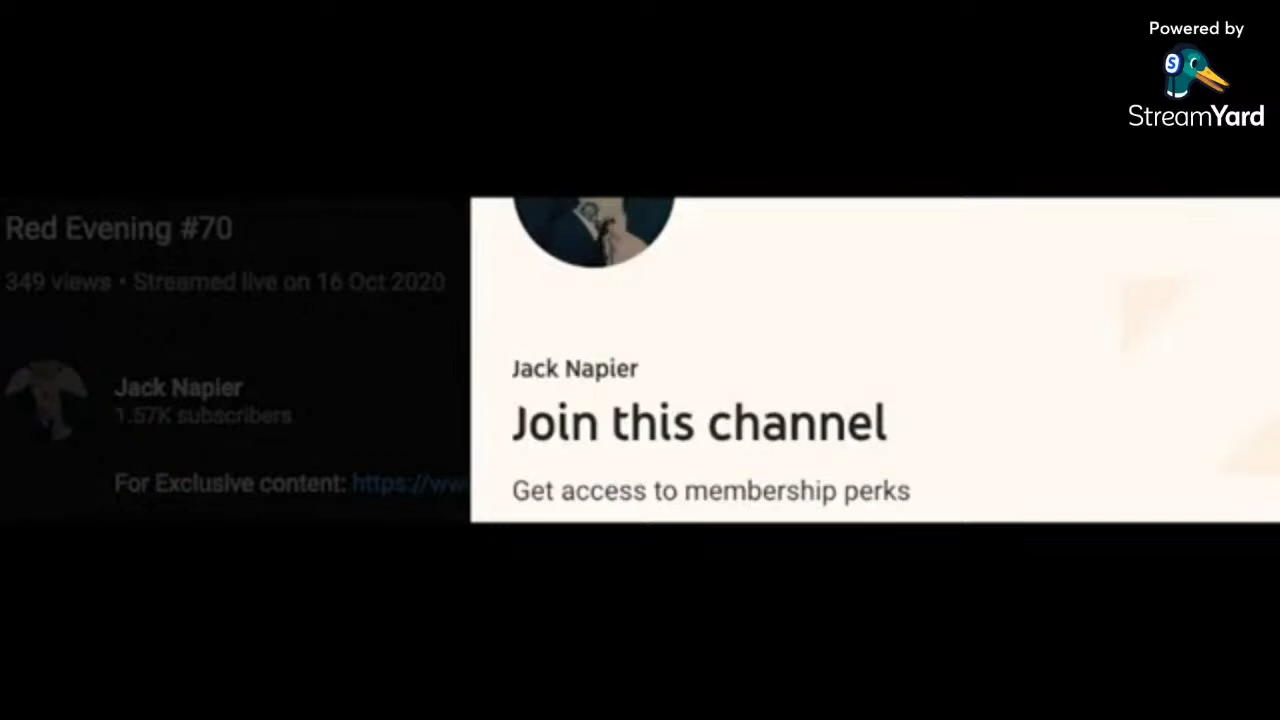 Powered by
S
StreamYard
Red Evening #70
349 views • Streamed live on 16 Oct 2020
Jack Napier
1.57K subscribers
For Exclusive content: https://ww
Jack Napier
Join this channel
Get access to membership perks